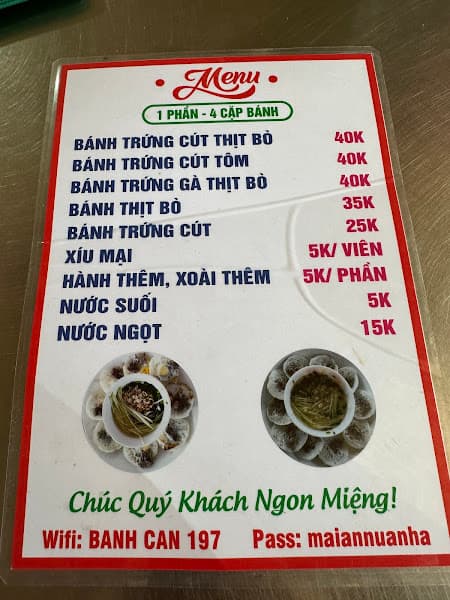 Menu
1 PHẦN - 4 CẶP BÁNH
BÁNH TRỨNG CÚT THỊT BÒ 40K
BÁNH TRỨNG CÚT TÔM 40K
BÁNH TRỨNG GÀ THỊT BÒ 40K
BÁNH THỊT BÒ 35K
BÁNH TRỨNG CÚT 25K
XÍU MẠI 5K/ VIÊN
HÀNH THÊM, XOÀI THÊM 5K/ PHẦN
NƯỚC SUỐI 5K
NƯỚC NGỌT 15K
Chúc Quý Khách Ngon Miệng!
Wifi: BANH CAN 197 Pass: maiannuanha